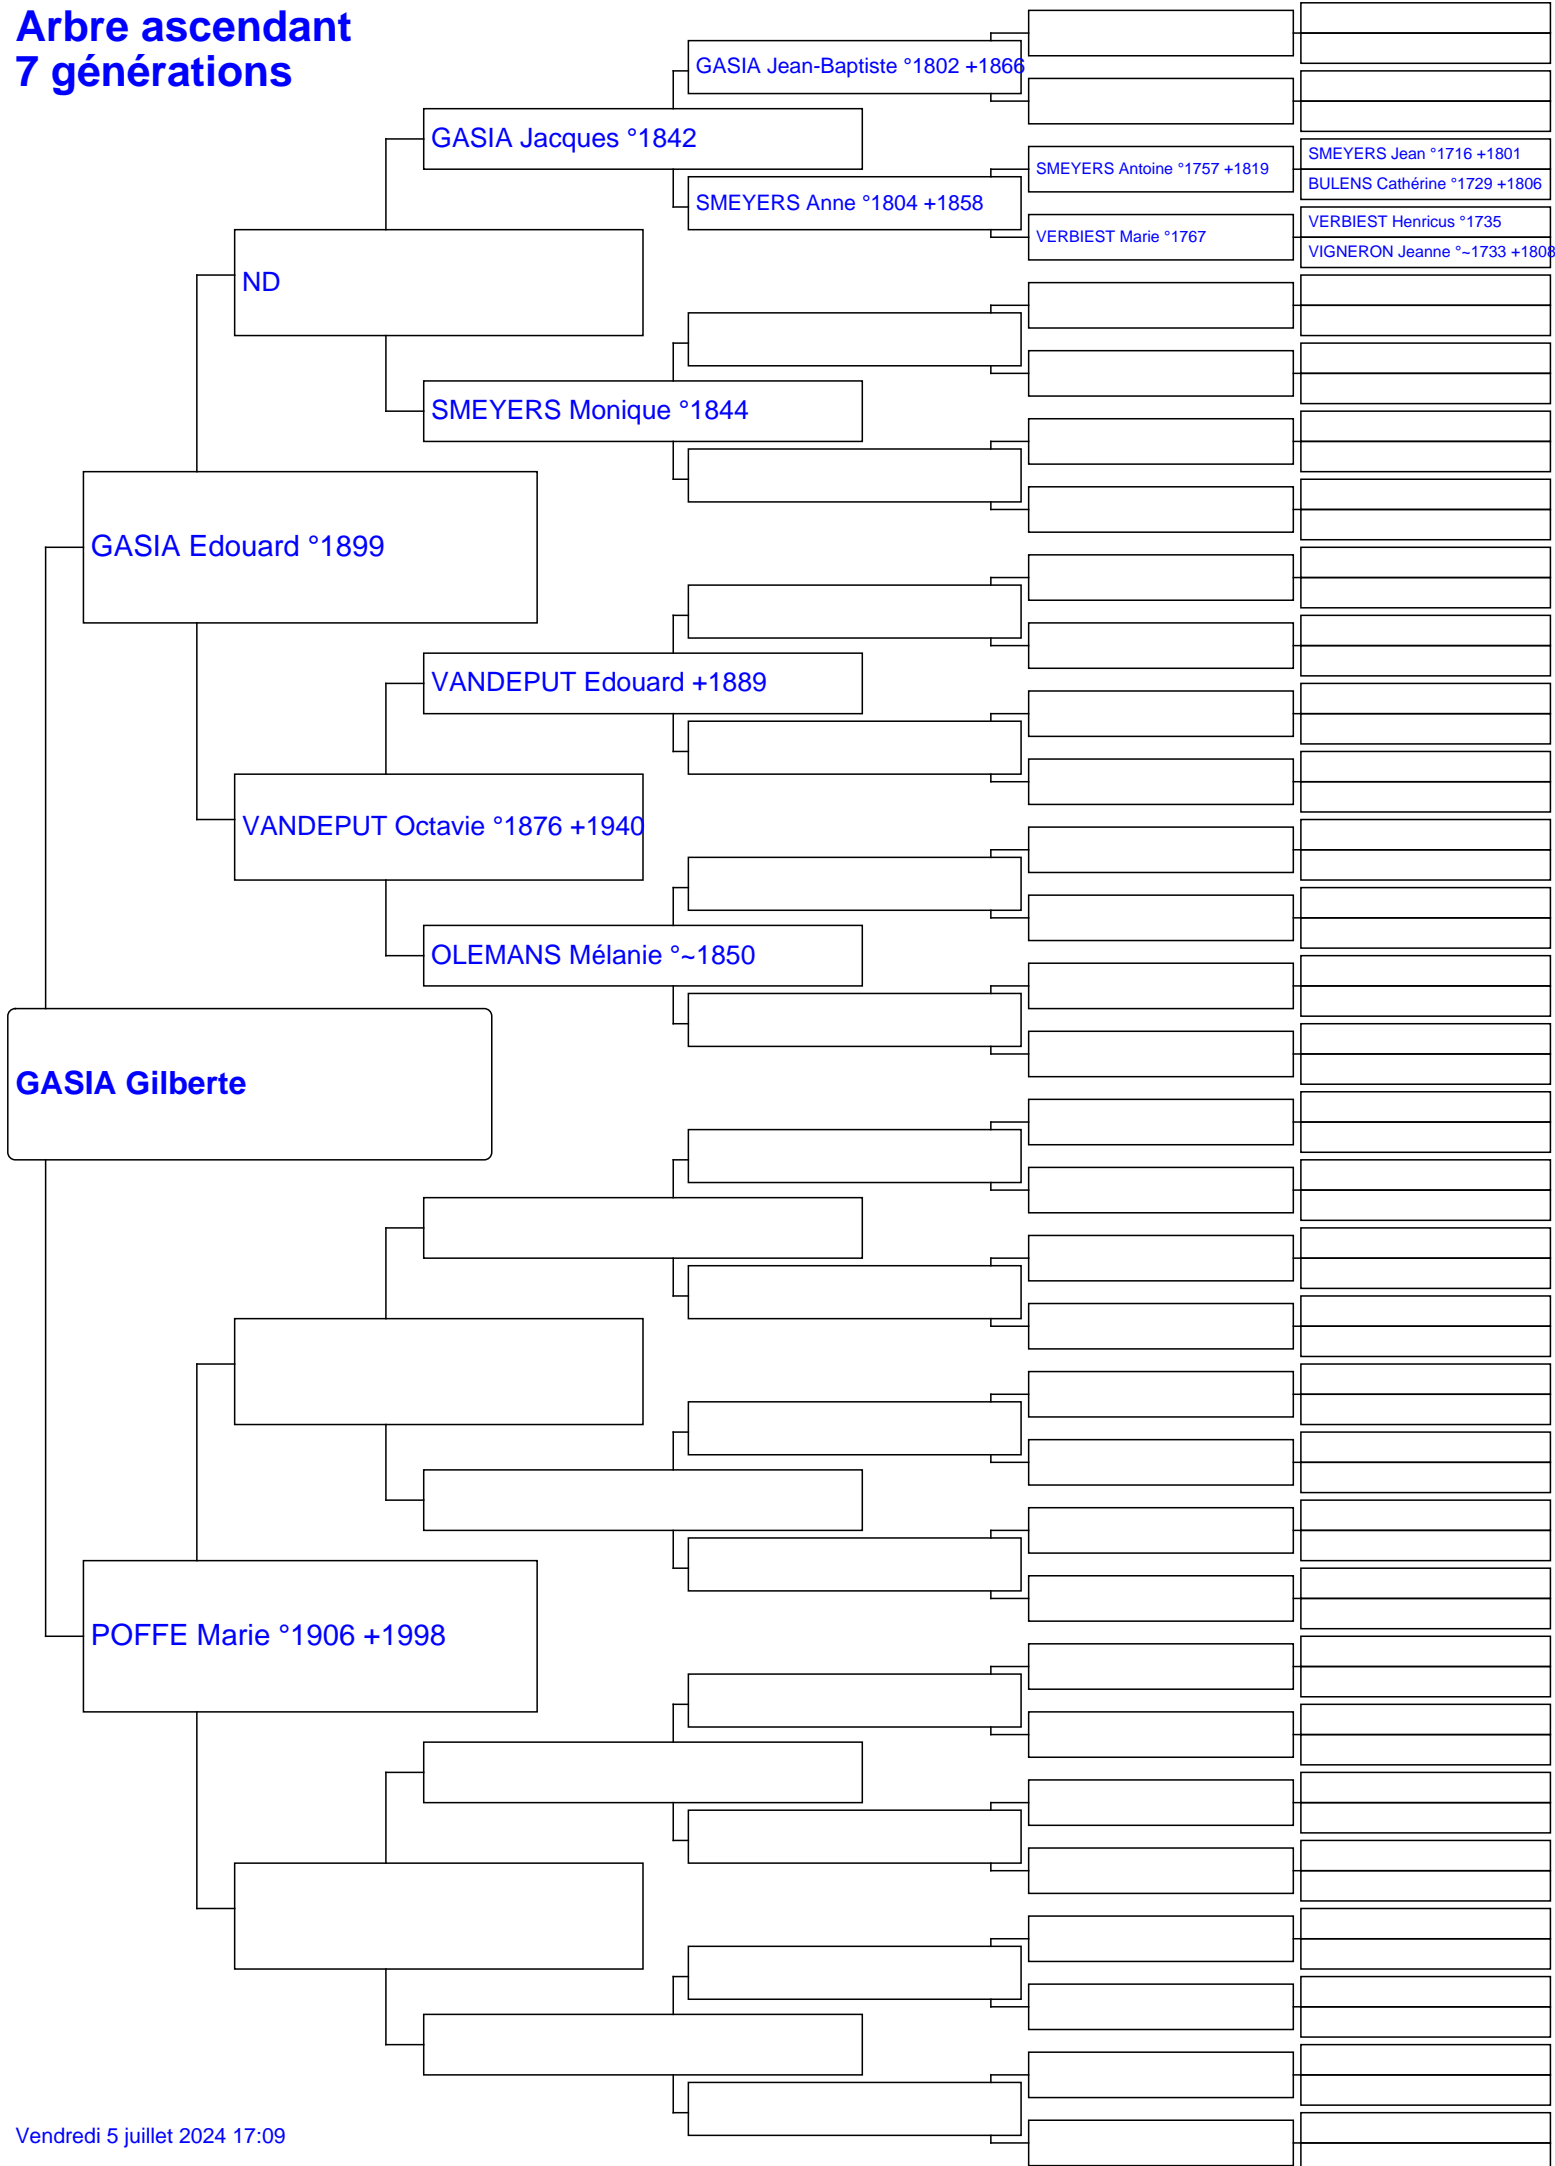 Arbre ascendant
7 générations
GASIA Jean-Baptiste °1802 +1866
GASIA Jacques °1842
SMEYERS Jean °1716 +1801
SMEYERS Antoine °1757 +1819
BULENS Cathérine °1729 +1806
SMEYERS Anne °1804 +1858
VERBIEST Henricus °1735
VERBIEST Marie °1767
VIGNERON Jeanne °~1733 +1808
ND
SMEYERS Monique °1844
GASIA Edouard °1899
VANDEPUT Edouard +1889
VANDEPUT Octavie °1876 +1940
OLEMANS Mélanie °~1850
GASIA Gilberte
POFFE Marie °1906 +1998
Vendredi 5 juillet 2024 17:09